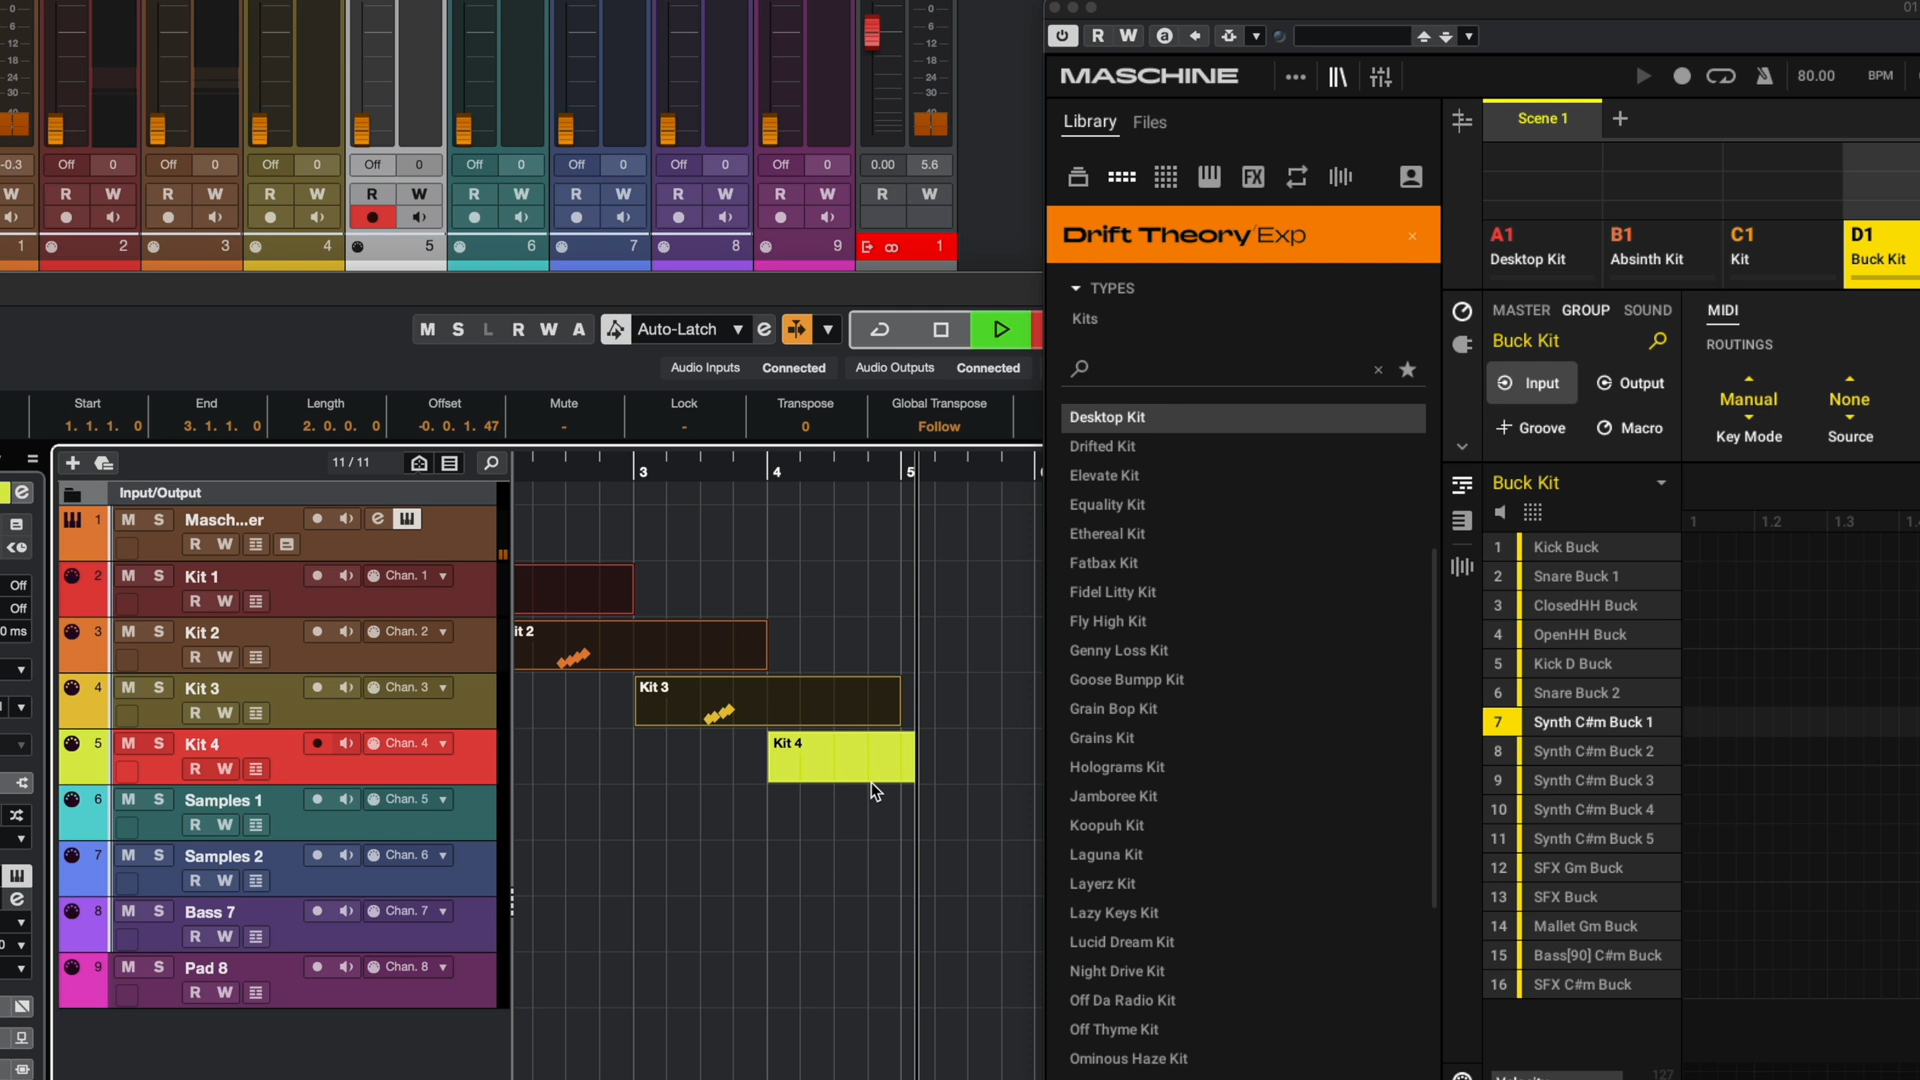 0
6
12
18
24
30
40
-0.3
Off 0
Off 0
Off 0
Off 0
Off 0
Off 0
Off 0
Off 0
0.00 5.6
W R W R W R W R W R W R W R W R W R W
1 2 3 4 5 6 7 8 9 1
M S L R W A Auto-Latch
Audio Inputs Connected Audio Outputs Connected
Start End Length Offset Mute Lock Transpose Global Transpose
1. 1. 1. 0 3. 1. 1. 0 2. 0. 0. 0 -0. 0. 1. 47 - - 0 Follow
11 / 11
3 4 5
Input/Output
1 M S Masch...er
R W
2 M S Kit 1 Chan. 1
R W
3 M S Kit 2 Chan. 2
R W
it 2
4 M S Kit 3 Chan. 3
R W
Kit 3
5 M S Kit 4 Chan. 4
R W
Kit 4
6 M S Samples 1 Chan. 5
R W
7 M S Samples 2 Chan. 6
R W
8 M S Bass 7 Chan. 7
R W
9 M S Pad 8 Chan. 8
R W
Off
Off
0 ms
R W
MASCHINE
80.00 BPM
Library Files
FX
Drift Theory/Exp
TYPES
Kits
Desktop Kit
Drifted Kit
Elevate Kit
Equality Kit
Ethereal Kit
Fatbax Kit
Fidel Litty Kit
Fly High Kit
Genny Loss Kit
Goose Bumpp Kit
Grain Bop Kit
Grains Kit
Holograms Kit
Jamboree Kit
Koopuh Kit
Laguna Kit
Layerz Kit
Lazy Keys Kit
Lucid Dream Kit
Night Drive Kit
Off Da Radio Kit
Off Thyme Kit
Ominous Haze Kit
Scene 1
A1 B1 C1 D1
Desktop Kit Absinth Kit Kit Buck Kit
MASTER GROUP SOUND
Buck Kit
Input Output
Groove Macro
MIDI
ROUTINGS
Manual None
Key Mode Source
Buck Kit
1 1.2 1.3
1 Kick Buck
2 Snare Buck 1
3 ClosedHH Buck
4 OpenHH Buck
5 Kick D Buck
6 Snare Buck 2
7 Synth C#m Buck 1
8 Synth C#m Buck 2
9 Synth C#m Buck 3
10 Synth C#m Buck 4
11 Synth C#m Buck 5
12 SFX Gm Buck
13 SFX Buck
14 Mallet Gm Buck
15 Bass[90] C#m Buck
16 SFX C#m Buck
127